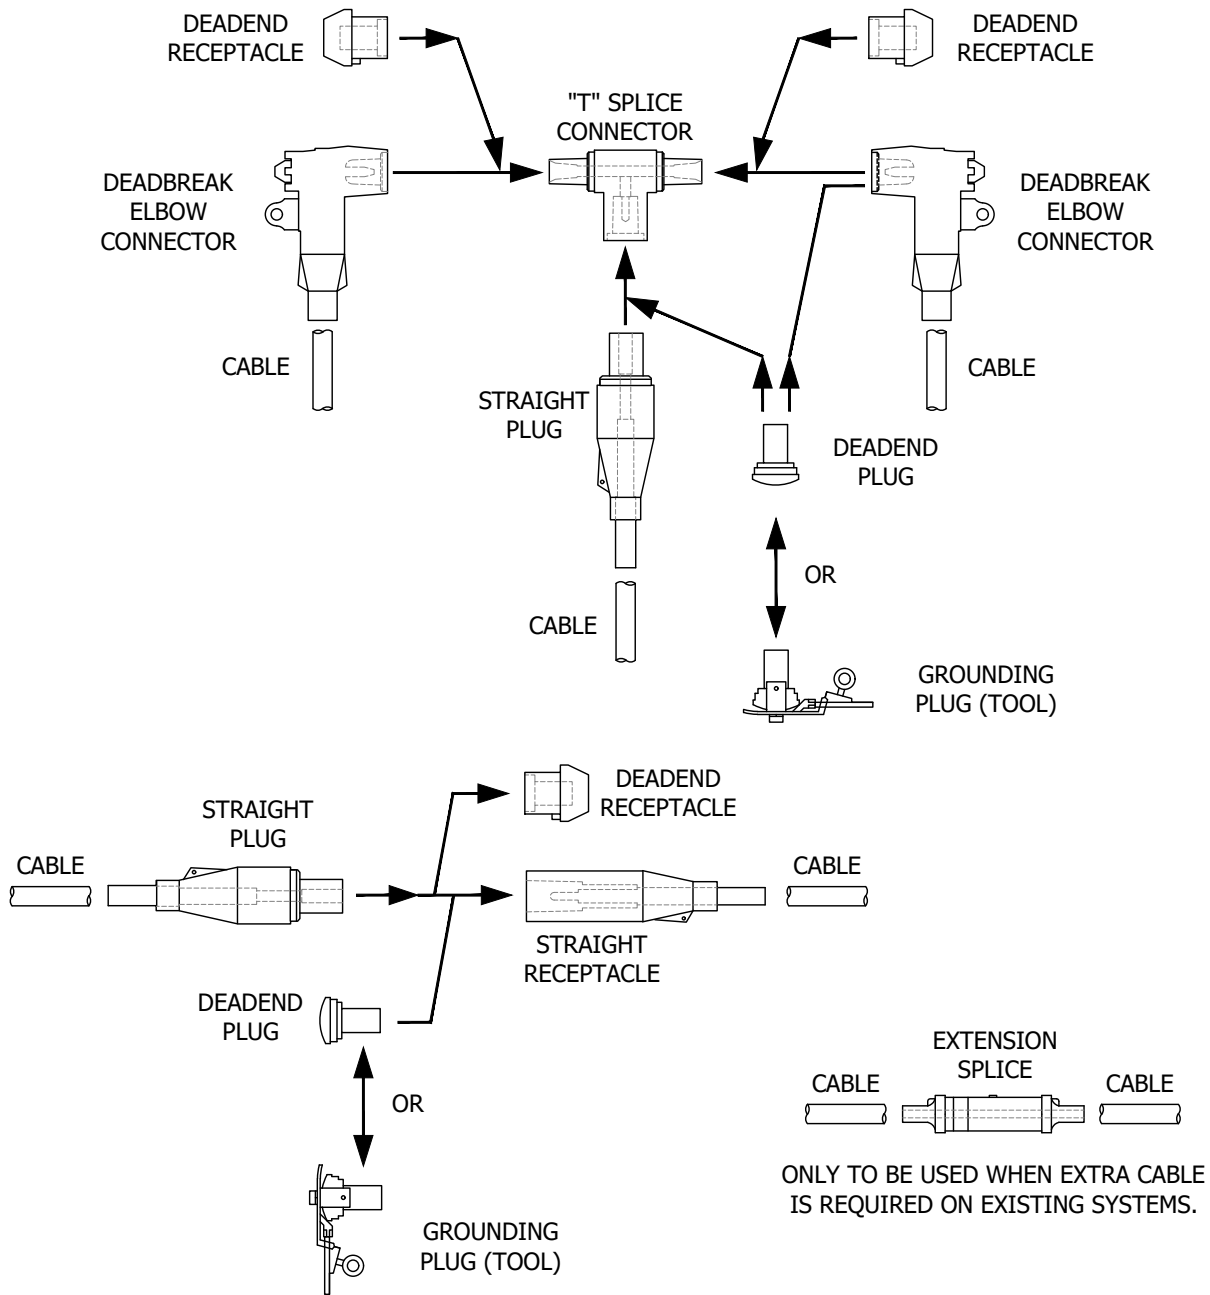 DEADEND
RECEPTACLE
DEADEND
RECEPTACLE
"T" SPLICE
CONNECTOR
DEADBREAK
ELBOW
CONNECTOR
DEADBREAK
ELBOW
CONNECTOR
CABLE
CABLE
STRAIGHT
PLUG
DEADEND
PLUG
OR
CABLE
GROUNDING
PLUG (TOOL)
DEADEND
RECEPTACLE
STRAIGHT
PLUG
CABLE
CABLE
STRAIGHT
RECEPTACLE
DEADEND
PLUG
OR
GROUNDING
PLUG (TOOL)
EXTENSION
SPLICE
CABLE
CABLE
ONLY TO BE USED WHEN EXTRA CABLE
IS REQUIRED ON EXISTING SYSTEMS.